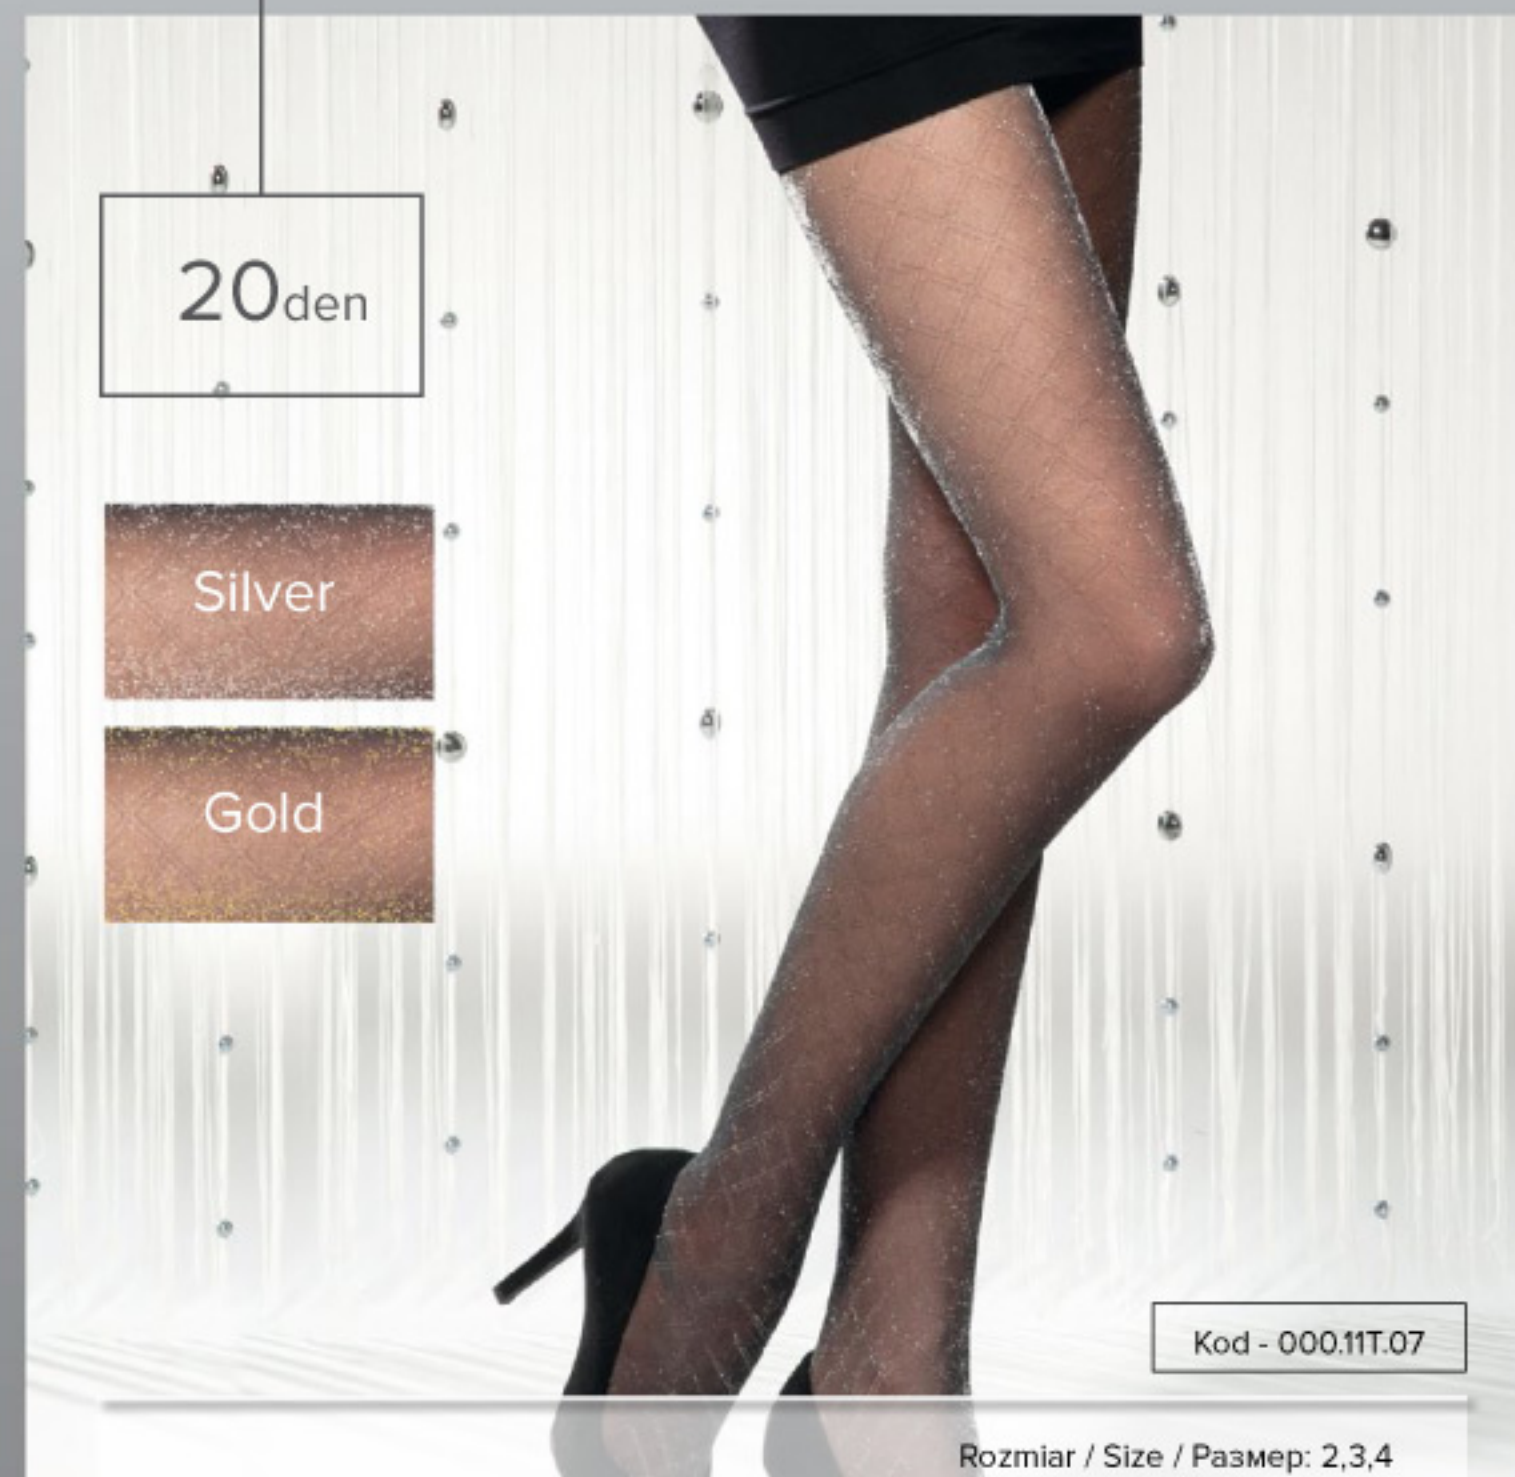 20den
Silver
Gold
Kod - 000.11T.07
Rozmiar / Size / Размер: 2,3,4